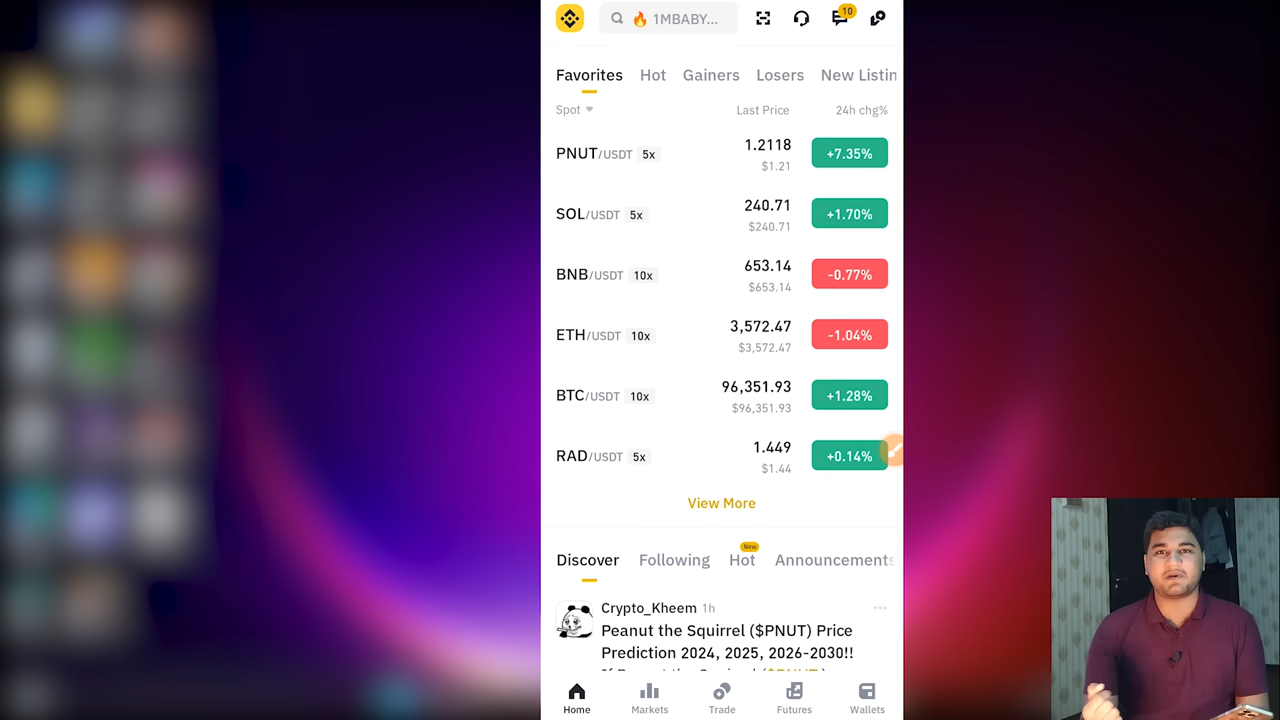 1MBABY...
10
Favorites Hot Gainers Losers New Listin
Spot Last Price 24h chg%
PNUT/USDT 5x 1.2118 +7.35%
$1.21
SOL/USDT 5x 240.71 +1.70%
$240.71
BNB/USDT 10x 653.14 -0.77%
$653.14
ETH/USDT 10x 3,572.47 -1.04%
$3,572.47
BTC/USDT 10x 96,351.93 +1.28%
$96,351.93
RAD/USDT 5x 1.449 +0.14%
$1.44
View More
New
Discover Following Hot Announcements
Crypto_Kheem 1h
Peanut the Squirrel ($PNUT) Price
Prediction 2024, 2025, 2026-2030!!
Home Markets Trade Futures Wallets